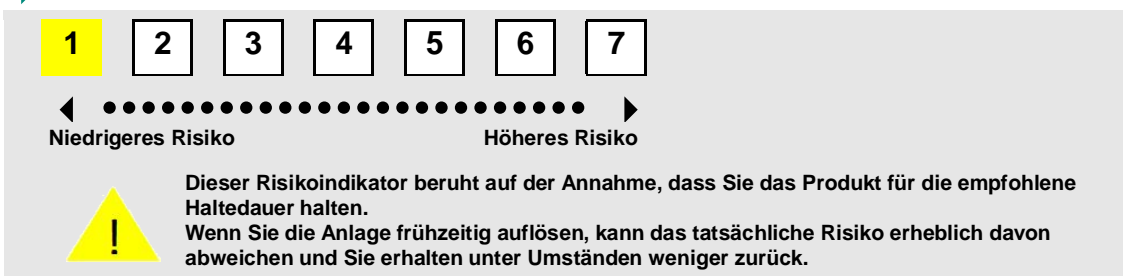 1 2 3 4 5 6 7
Niedrigeres Risiko Höheres Risiko
Dieser Risikoindikator beruht auf der Annahme, dass Sie das Produkt für die empfohlene
Haltedauer halten.
! Wenn Sie die Anlage frühzeitig auflösen, kann das tatsächliche Risiko erheblich davon
abweichen und Sie erhalten unter Umständen weniger zurück.